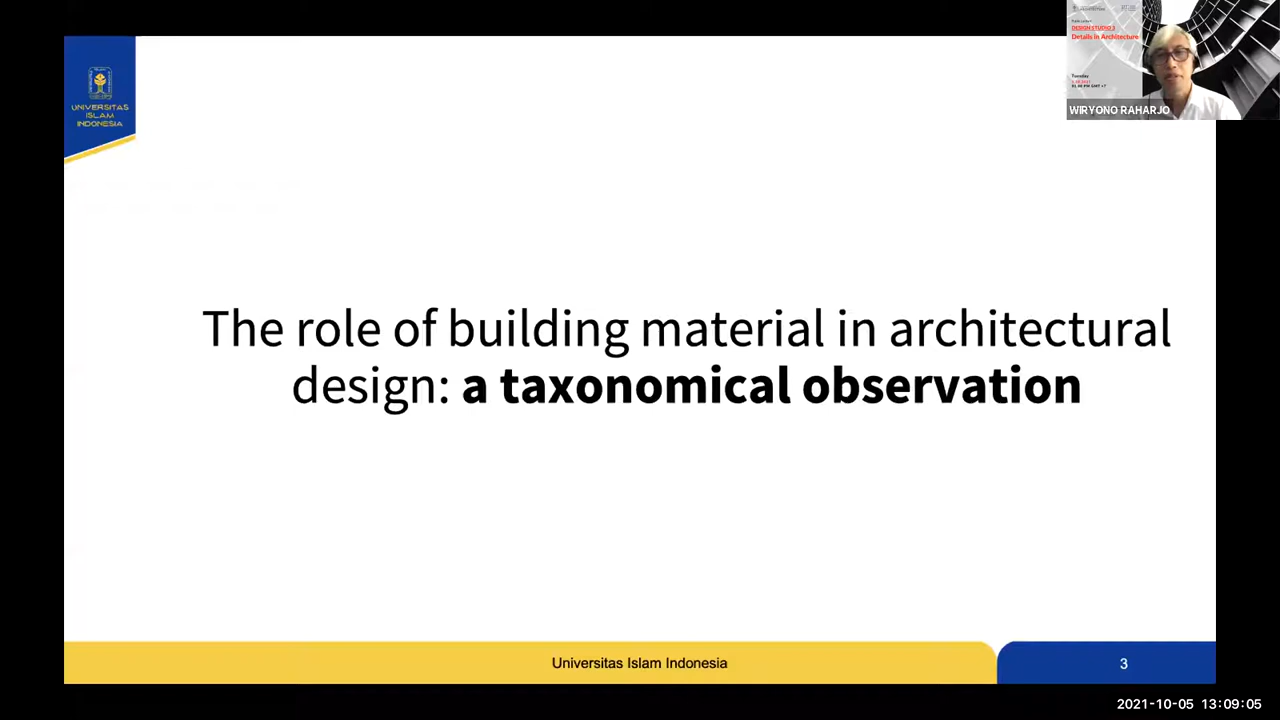 UNIVERSITAS
ISLAM
INDONESIA
DESIGN STUDIO 3
Details in Architecture
Tuesday
WIRYONO RAHARJO
The role of building material in architectural
design: a taxonomical observation
Universitas Islam Indonesia
3
2021-10-05 13:09:05